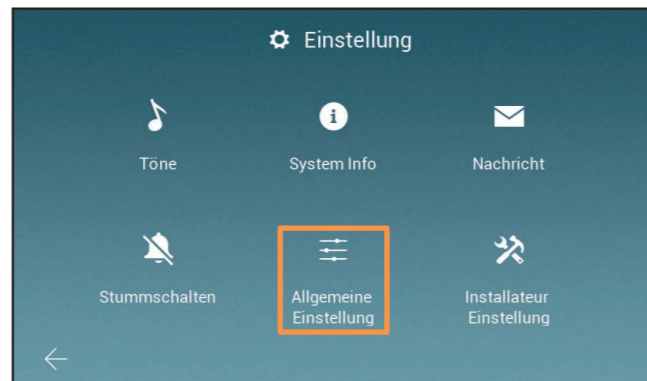 Einstellung
Töne
System Info
Nachricht
Stummschalten
Allgemeine
Einstellung
Installateur
Einstellung